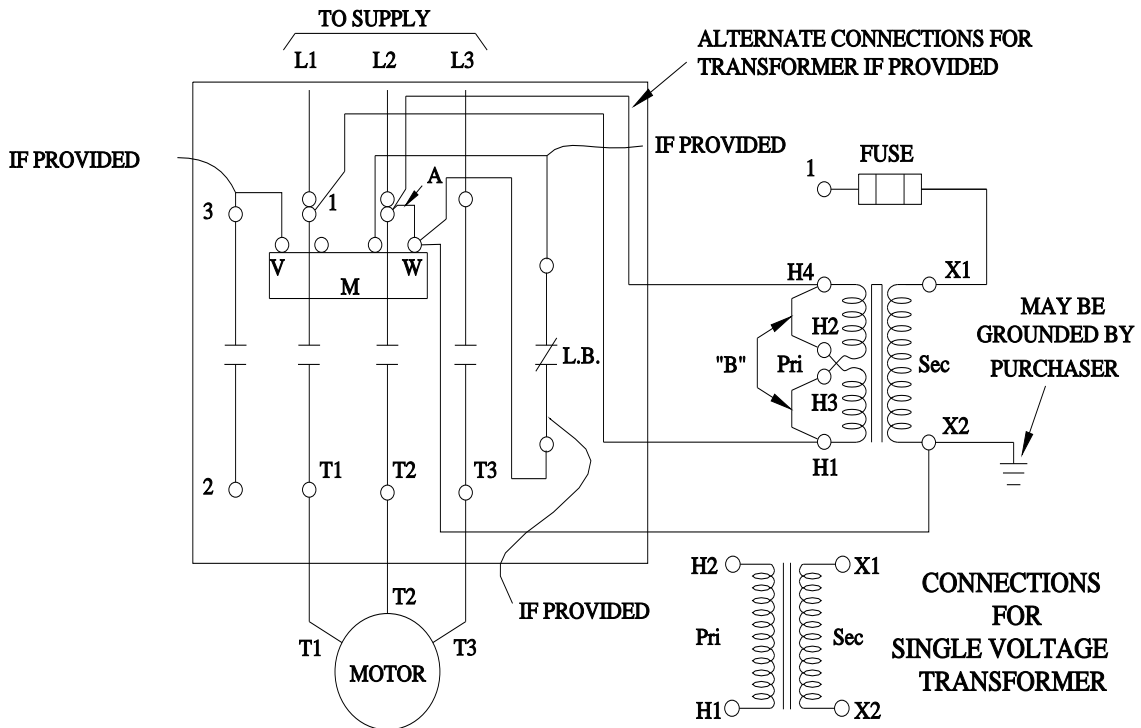 TO SUPPLY
L1 L2 L3
ALTERNATE CONNECTIONS FOR
TRANSFORMER IF PROVIDED
IF PROVIDED
IF PROVIDED
A
1
FUSE
3
1
V
W
M
H4
X1
MAY BE
GROUNDED BY
PURCHASER
H2
"B"
Pri
Sec
L.B.
H3
X2
H1
2
T1
T2
T3
IF PROVIDED
T2
T1
T3
MOTOR
H2
X1
Pri
Sec
H1
X2
CONNECTIONS
FOR
SINGLE VOLTAGE
TRANSFORMER